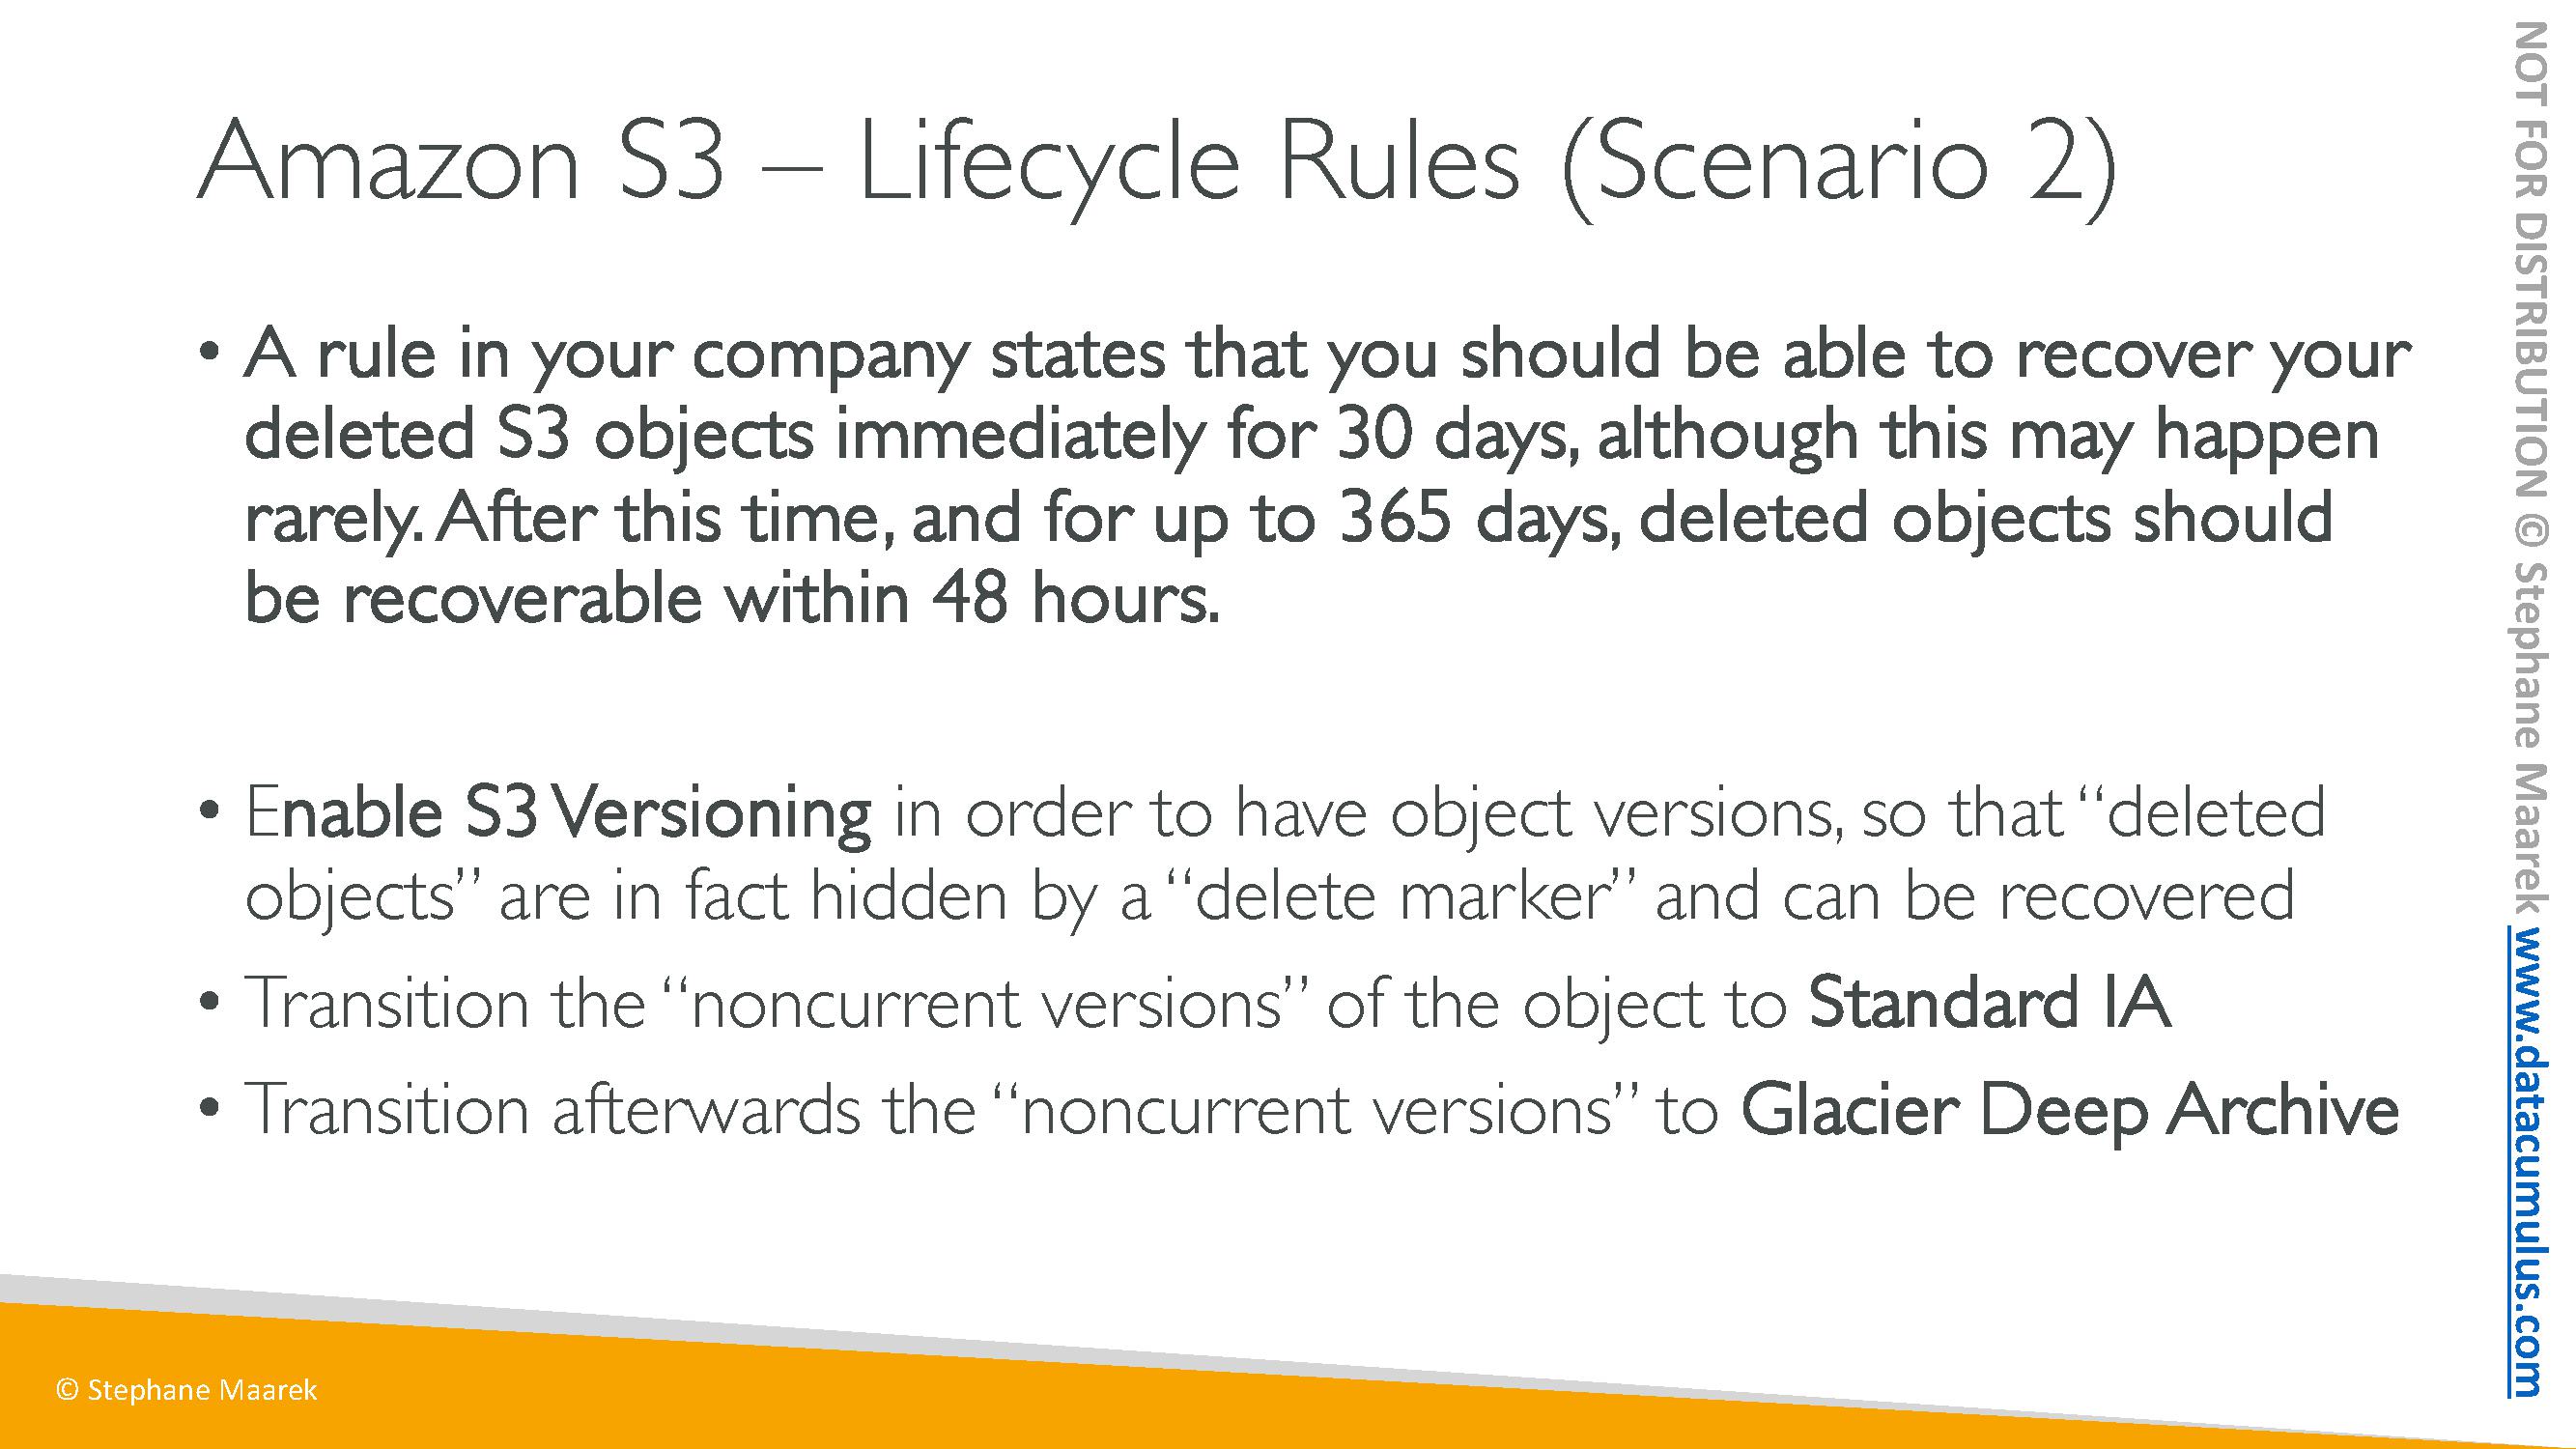 Amazon S3 – Lifecycle Rules (Scenario 2)
• A rule in your company states that you should be able to recover your
deleted S3 objects immediately for 30 days, although this may happen
rarely. After this time, and for up to 365 days, deleted objects should
be recoverable within 48 hours.
• Enable S3 Versioning in order to have object versions, so that “deleted
objects” are in fact hidden by a “delete marker” and can be recovered
• Transition the “noncurrent versions” of the object to Standard IA
• Transition afterwards the “noncurrent versions” to Glacier Deep Archive
© Stephane Maarek
NOT FOR DISTRIBUTION © Stephane Maarek www.datacumulus.com